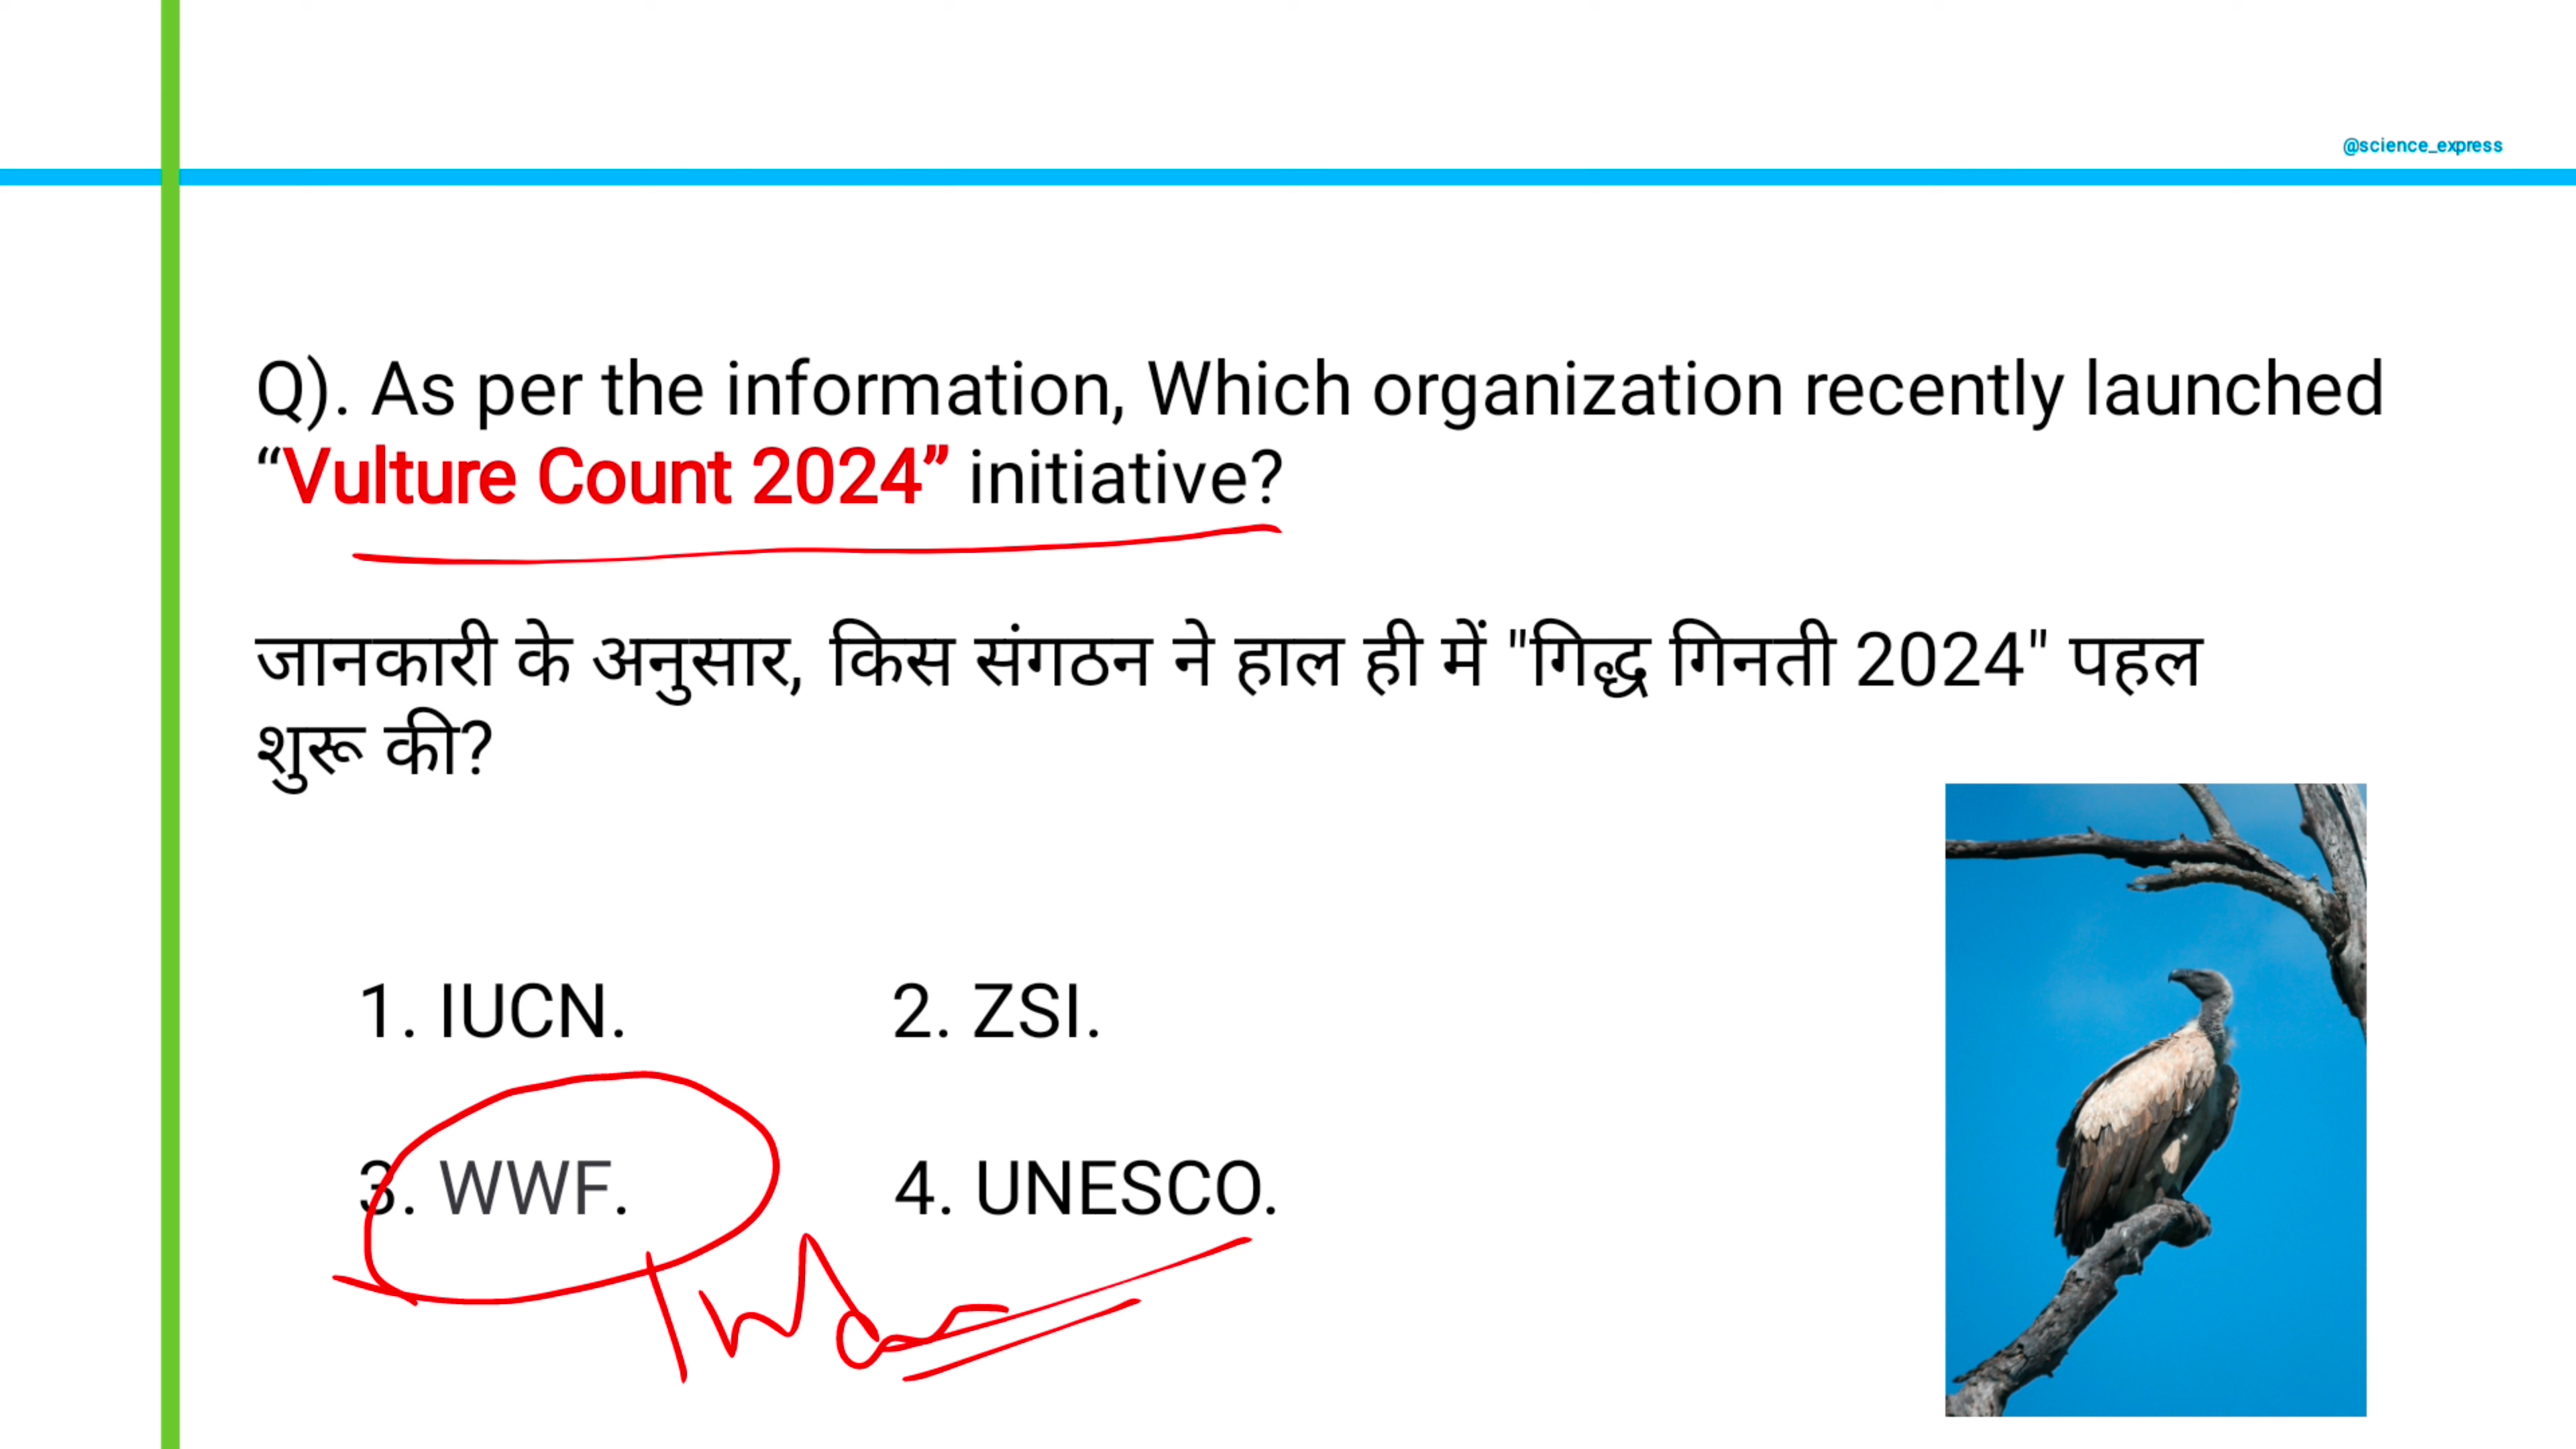 @science_express
Q). As per the information, Which organization recently launched
“Vulture Count 2024” initiative?
जानकारी के अनुसार, किस संगठन ने हाल ही में "गिद्ध गिनती 2024" पहल
शुरू की?
1. IUCN. 2. ZSI.
3. WWF. 4. UNESCO.